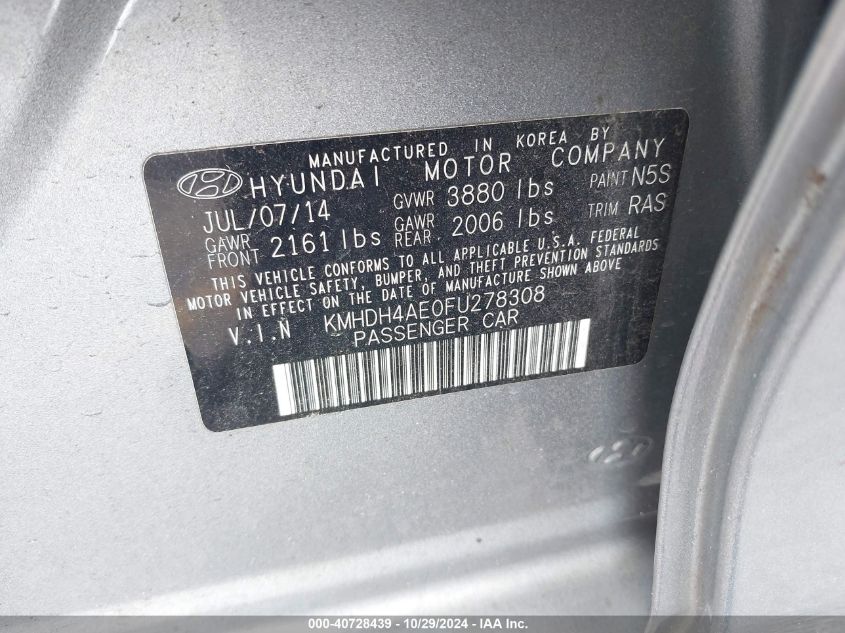 MANUFACTURED IN KOREA BY
HYUNDAI MOTOR COMPANY
JUL/07/14 GVWR 3880 lbs PAINT N5S
GAWR FRONT 2161 lbs GAWR REAR 2006 lbs TRIM RAS
THIS VEHICLE CONFORMS TO ALL APPLICABLE U.S.A. FEDERAL
MOTOR VEHICLE SAFETY, BUMPER, AND THEFT PREVENTION STANDARDS
IN EFFECT ON THE DATE OF MANUFACTURE SHOWN ABOVE
V.I.N KMHDH4AE0FU278308
PASSENGER CAR
000-40728439 - 10/29/2024 - IAA Inc.